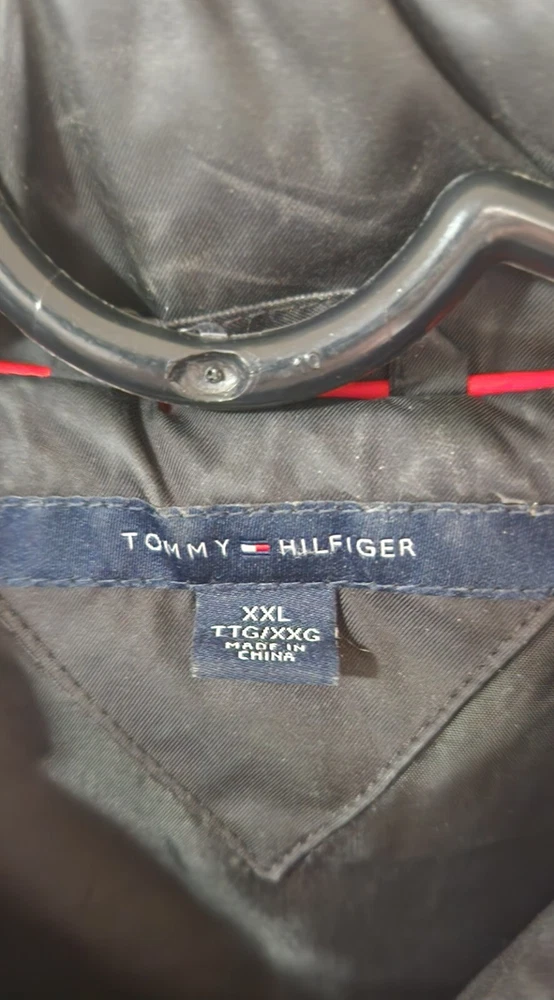 TOMMY HILFIGER
XXL
TTG/XXG
MADE IN
CHINA